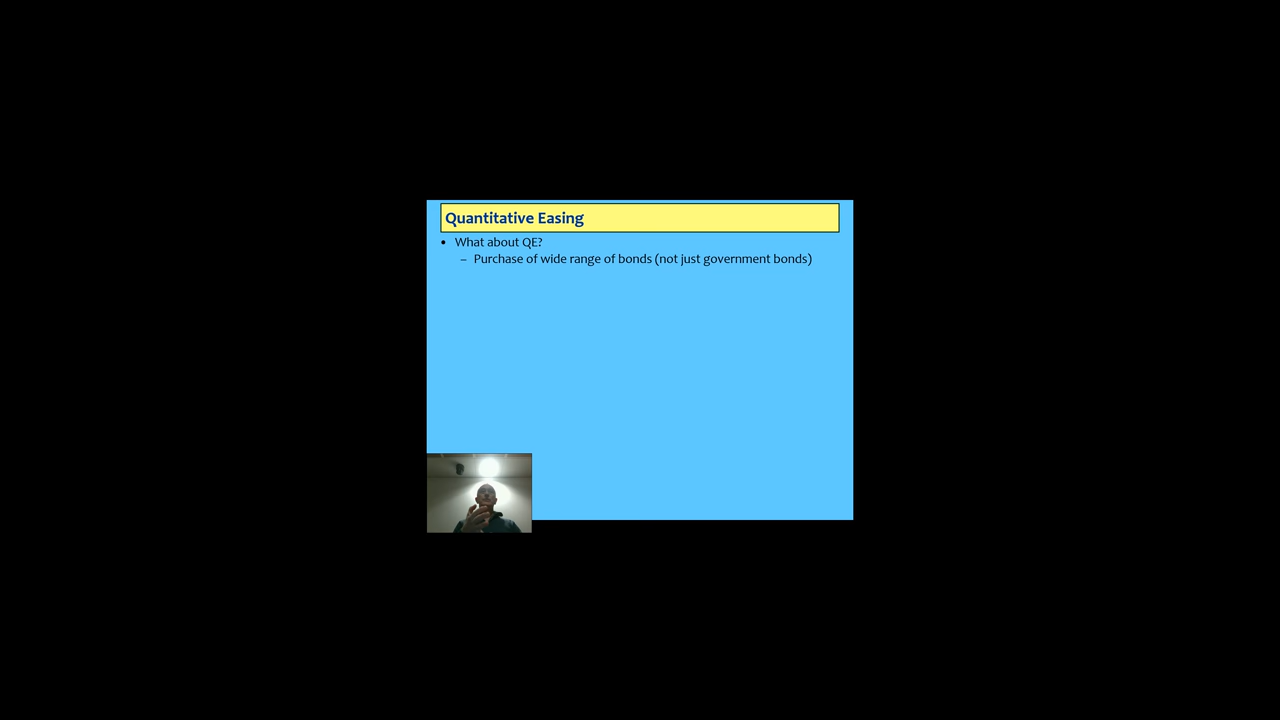 Quantitative Easing
• What about QE?
– Purchase of wide range of bonds (not just government bonds)